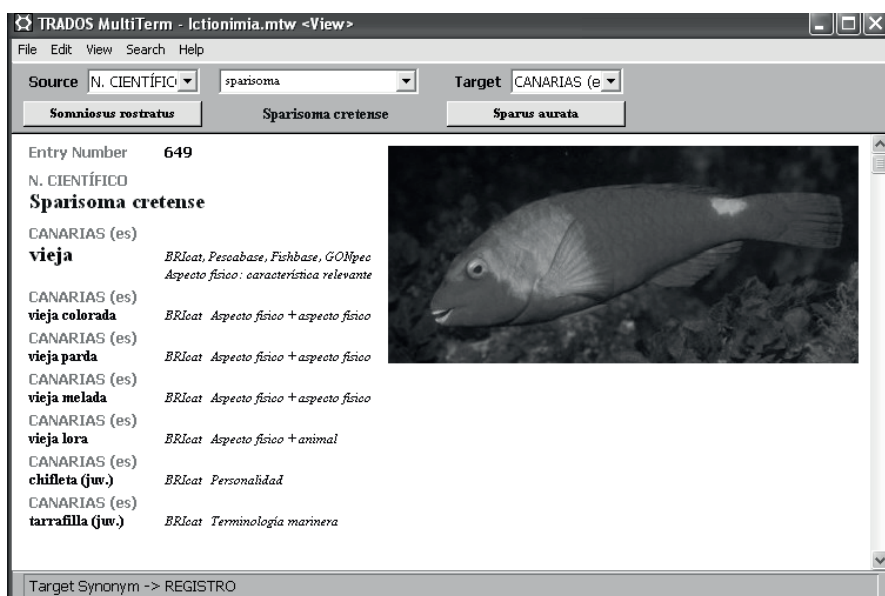 TRADOS MultiTerm - Ictionimia.mtw <View>
File Edit View Search Help
Source N. CIENTÍFIC sparisoma Target CANARIAS (e
Somniosus rostratus Sparisoma cretense Sparus aurata
Entry Number 649
N. CIENTÍFICO
Sparisoma cretense
CANARIAS (es)
vieja BRIcat, Pescabase, Fishbase, GONpec
Aspecto físico: característica relevante
CANARIAS (es)
vieja colorada BRIcat Aspecto físico + aspecto físico
CANARIAS (es)
vieja parda BRIcat Aspecto físico + aspecto físico
CANARIAS (es)
vieja melada BRIcat Aspecto físico + aspecto físico
CANARIAS (es)
vieja lora BRIcat Aspecto físico + animal
CANARIAS (es)
chifleta (juv.) BRIcat Personalidad
CANARIAS (es)
tarrafilla (juv.) BRIcat Terminología marinera
Target Synonym -> REGISTRO